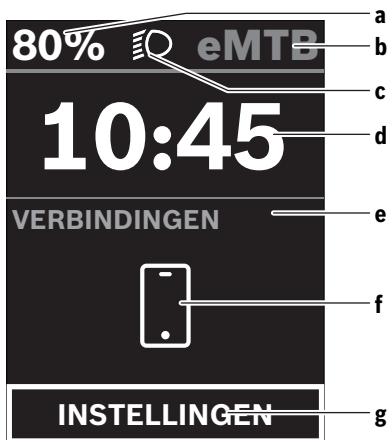 80% eMTB
10:45
VERBINDINGEN
INSTELLINGEN
a
b
c
d
e
f
g